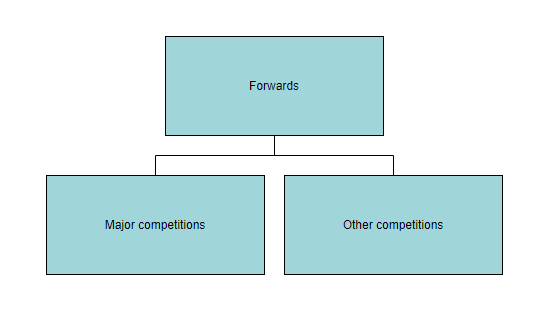 Forwards
Major competitions
Other competitions